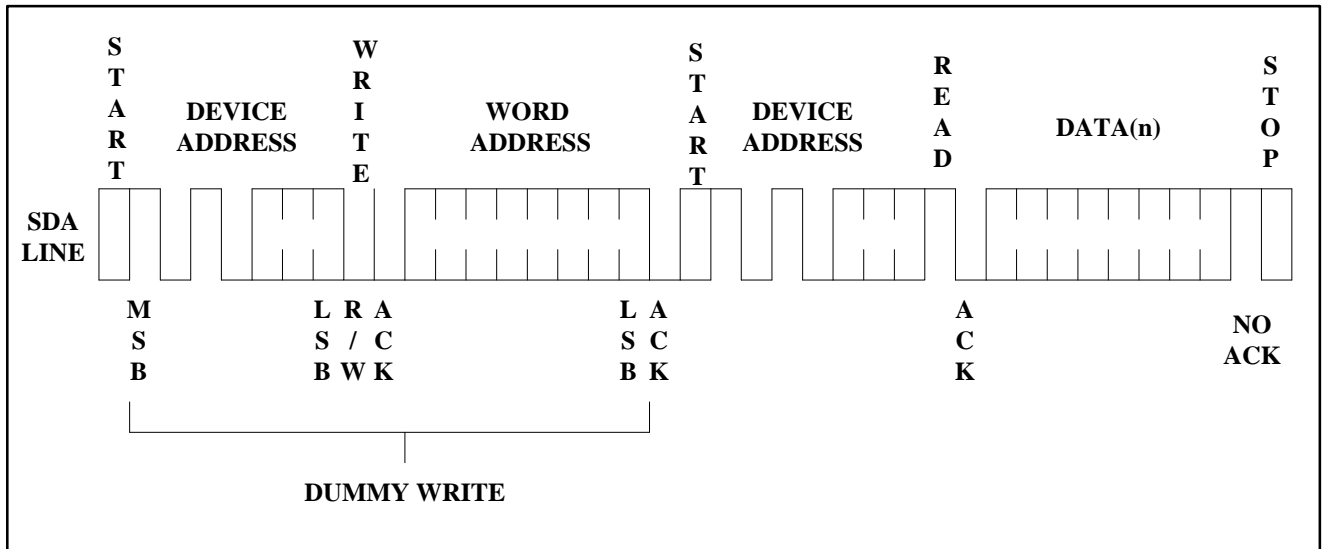 START
WRITE
START
READ
STOP
DEVICE
ADDRESS
WORD
ADDRESS
DEVICE
ADDRESS
DATA(n)
SDA
LINE
MSB
LSB
R/W
ACK
LSB
ACK
ACK
NO
ACK
DUMMY WRITE